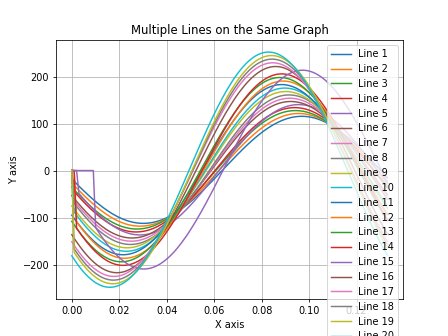 Multiple Lines on the Same Graph
Y axis
200
100
0
−100
−200
0.00
0.02
0.04
0.06
0.08
0.10
X axis
Line 1
Line 2
Line 3
Line 4
Line 5
Line 6
Line 7
Line 8
Line 9
Line 10
Line 11
Line 12
Line 13
Line 14
Line 15
Line 16
Line 17
Line 18
Line 19
Line 20